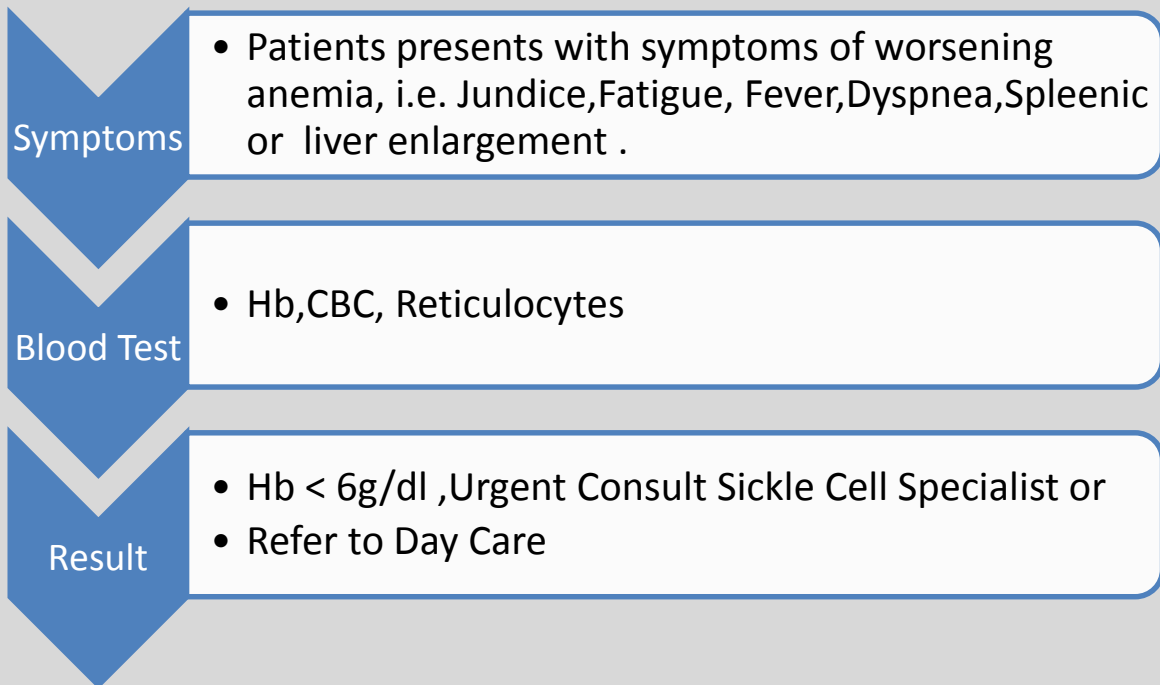 Symptoms
• Patients presents with symptoms of worsening
anemia, i.e. Jundice,Fatigue, Fever,Dyspnea,Spleenic
or liver enlargement .
Blood Test
• Hb,CBC, Reticulocytes
Result
• Hb < 6g/dl ,Urgent Consult Sickle Cell Specialist or
• Refer to Day Care